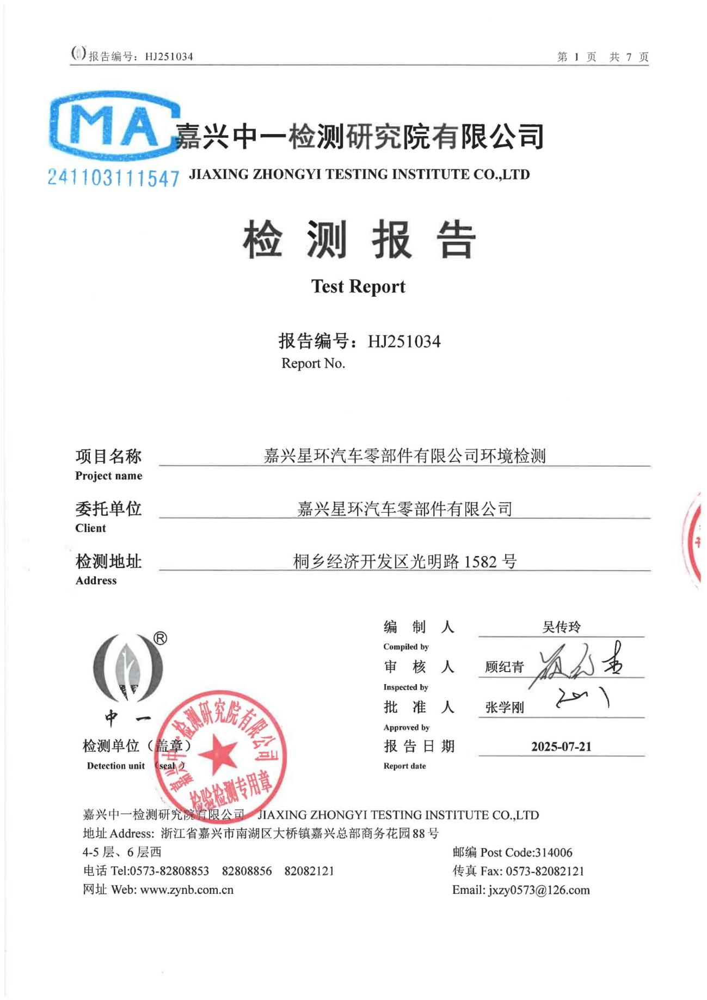 报告编号：HJ251034 第 1 页 共 7 页
MA
嘉兴中一检测研究院有限公司
241103111547 JIAXING ZHONGYI TESTING INSTITUTE CO.,LTD
检测报告
Test Report
报告编号：HJ251034
Report No.
项目名称 嘉兴星环汽车零部件有限公司环境检测
Project name
委托单位 嘉兴星环汽车零部件有限公司
Client
检测地址 桐乡经济开发区光明路 1582 号
Address
编制人 吴传玲
Compiled by
审核人 顾纪青
Inspected by
批准人 张学刚
Approved by
报告日期 2025-07-21
Report date
®
中一
检测单位（盖章）
Detection unit （seal ）
嘉兴中一检测研究院有限公司
检验检测专用章
嘉兴中一检测研究院有限公司 JIAXING ZHONGYI TESTING INSTITUTE CO.,LTD
地址 Address: 浙江省嘉兴市南湖区大桥镇嘉兴总部商务花园 88 号
4-5 层、6 层西 邮编 Post Code:314006
电话 Tel:0573-82808853 82808856 82082121 传真 Fax: 0573-82082121
网址 Web: www.zynb.com.cn Email: jxzy0573@126.com